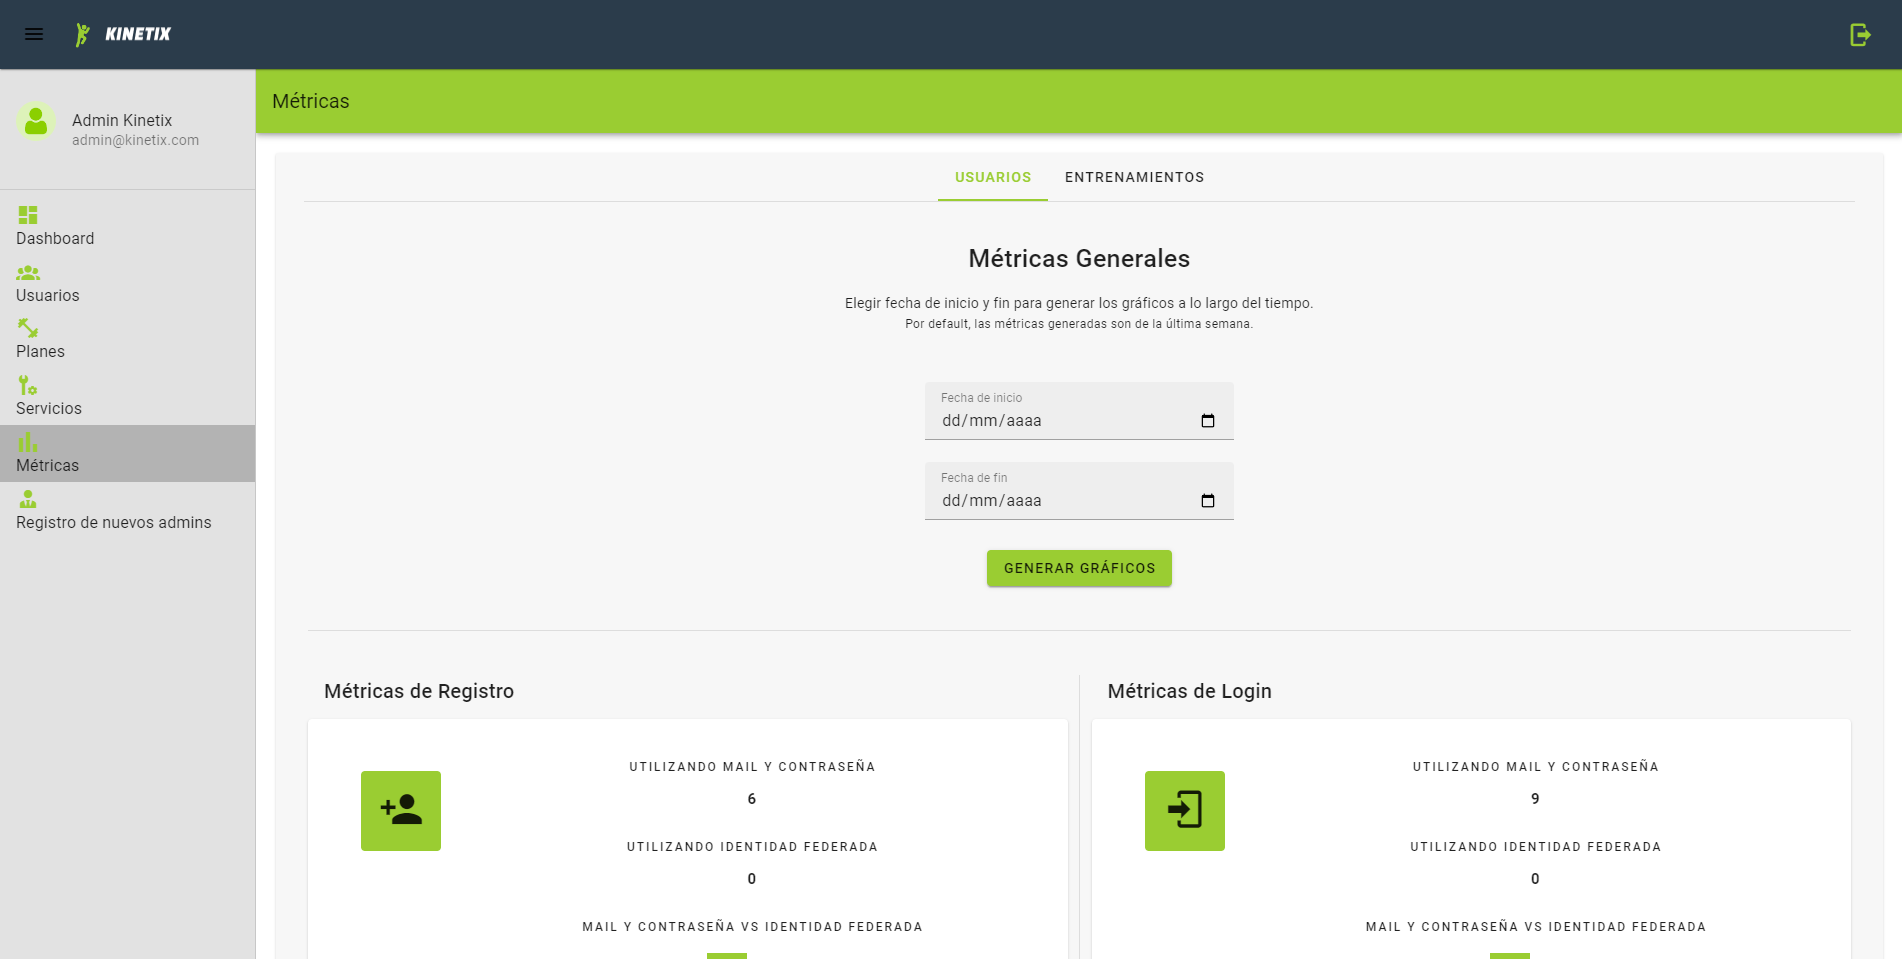 KINETIX
Admin Kinetix
admin@kinetix.com
Dashboard
Usuarios
Planes
Servicios
Métricas
Registro de nuevos admins
Métricas
USUARIOS
ENTRENAMIENTOS
Métricas Generales
Elegir fecha de inicio y fin para generar los gráficos a lo largo del tiempo.
Por default, las métricas generadas son de la última semana.
Fecha de inicio
dd/mm/aaaa
Fecha de fin
dd/mm/aaaa
GENERAR GRÁFICOS
Métricas de Registro
UTILIZANDO MAIL Y CONTRASEÑA
6
UTILIZANDO IDENTIDAD FEDERADA
0
MAIL Y CONTRASEÑA VS IDENTIDAD FEDERADA
Métricas de Login
UTILIZANDO MAIL Y CONTRASEÑA
9
UTILIZANDO IDENTIDAD FEDERADA
0
MAIL Y CONTRASEÑA VS IDENTIDAD FEDERADA